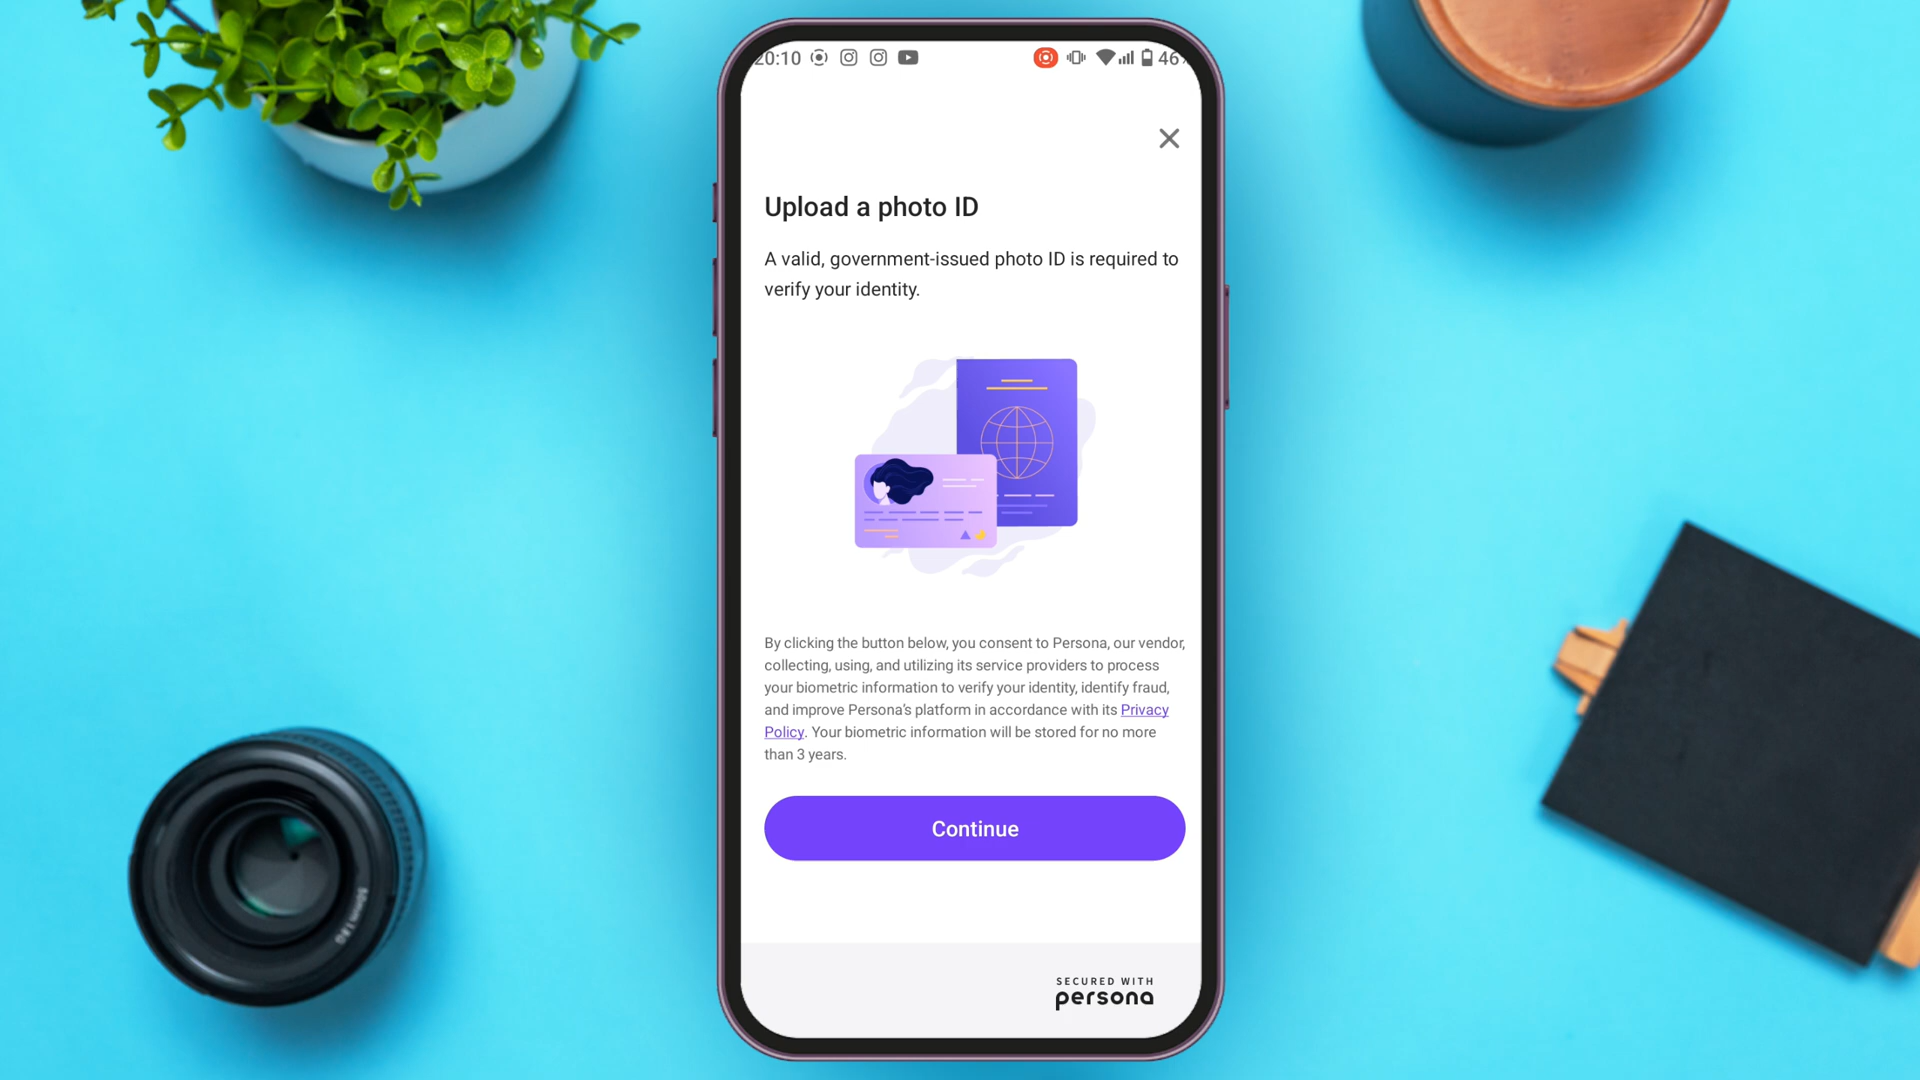 20:10 46%
Upload a photo ID
A valid, government-issued photo ID is required to
verify your identity.
By clicking the button below, you consent to Persona, our vendor,
collecting, using, and utilizing its service providers to process
your biometric information to verify your identity, identify fraud,
and improve Persona's platform in accordance with its Privacy
Policy. Your biometric information will be stored for no more
than 3 years.
Continue
SECURED WITH
persona